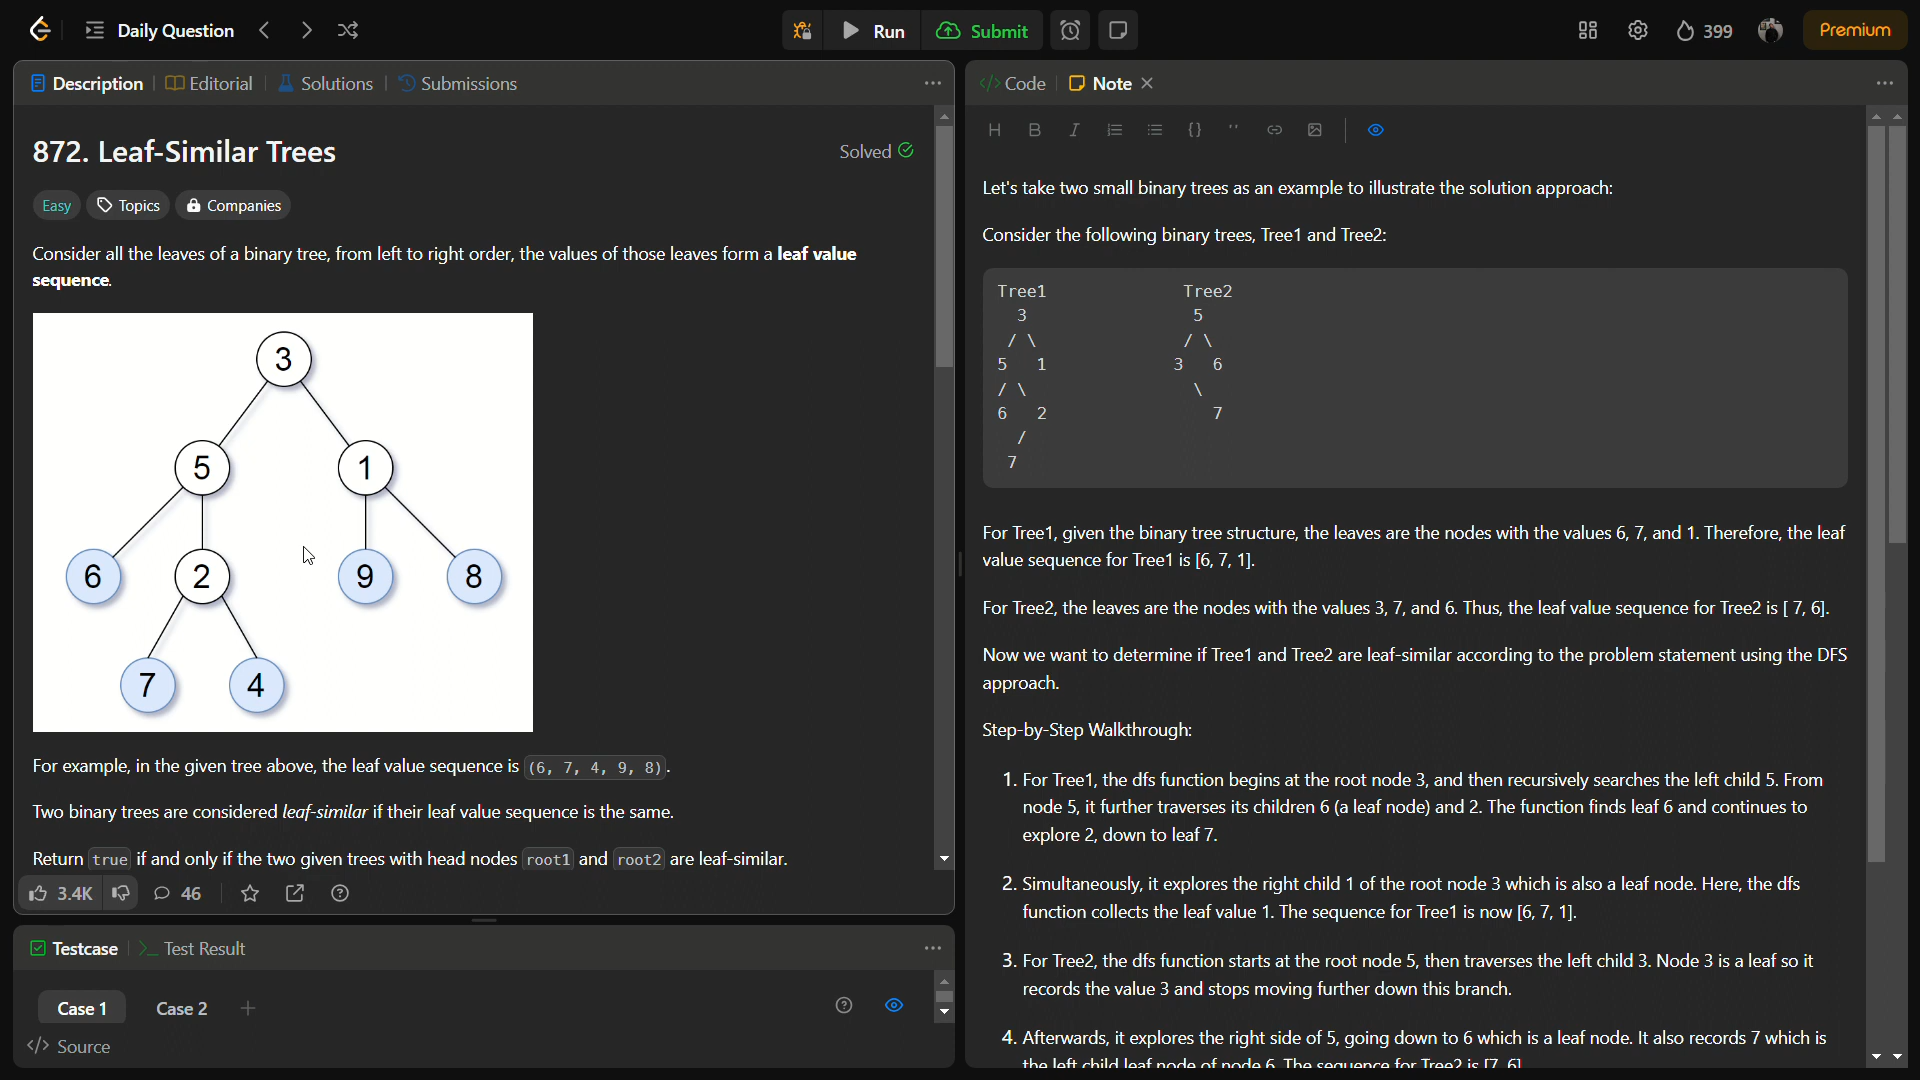 Daily Question
Run
Submit
399
Premium
Description
Editorial
Solutions
Submissions
872. Leaf-Similar Trees
Solved
Easy
Topics
Companies
Consider all the leaves of a binary tree, from left to right order, the values of those leaves form a leaf value
sequence.
3
5
1
6
2
9
8
7
4
For example, in the given tree above, the leaf value sequence is (6, 7, 4, 9, 8).
Two binary trees are considered leaf-similar if their leaf value sequence is the same.
Return true if and only if the two given trees with head nodes root1 and root2 are leaf-similar.
3.4K
46
Testcase
Test Result
Case 1
Case 2
Source
Code
Note
Let's take two small binary trees as an example to illustrate the solution approach:
Consider the following binary trees, Tree1 and Tree2:
Tree1              Tree2
  3                 5
 / \               / \
5   1             3   6
/ \                 \
6   2                 7
  /
 7
For Tree1, given the binary tree structure, the leaves are the nodes with the values 6, 7, and 1. Therefore, the leaf
value sequence for Tree1 is [6, 7, 1].
For Tree2, the leaves are the nodes with the values 3, 7, and 6. Thus, the leaf value sequence for Tree2 is [ 7, 6].
Now we want to determine if Tree1 and Tree2 are leaf-similar according to the problem statement using the DFS
approach.
Step-by-Step Walkthrough:
1. For Tree1, the dfs function begins at the root node 3, and then recursively searches the left child 5. From
node 5, it further traverses its children 6 (a leaf node) and 2. The function finds leaf 6 and continues to
explore 2, down to leaf 7.
2. Simultaneously, it explores the right child 1 of the root node 3 which is also a leaf node. Here, the dfs
function collects the leaf value 1. The sequence for Tree1 is now [6, 7, 1].
3. For Tree2, the dfs function starts at the root node 5, then traverses the left child 3. Node 3 is a leaf so it
records the value 3 and stops moving further down this branch.
4. Afterwards, it explores the right side of 5, going down to 6 which is a leaf node. It also records 7 which is
the left child leaf node of node 6. The sequence for Tree2 is [7, 6]